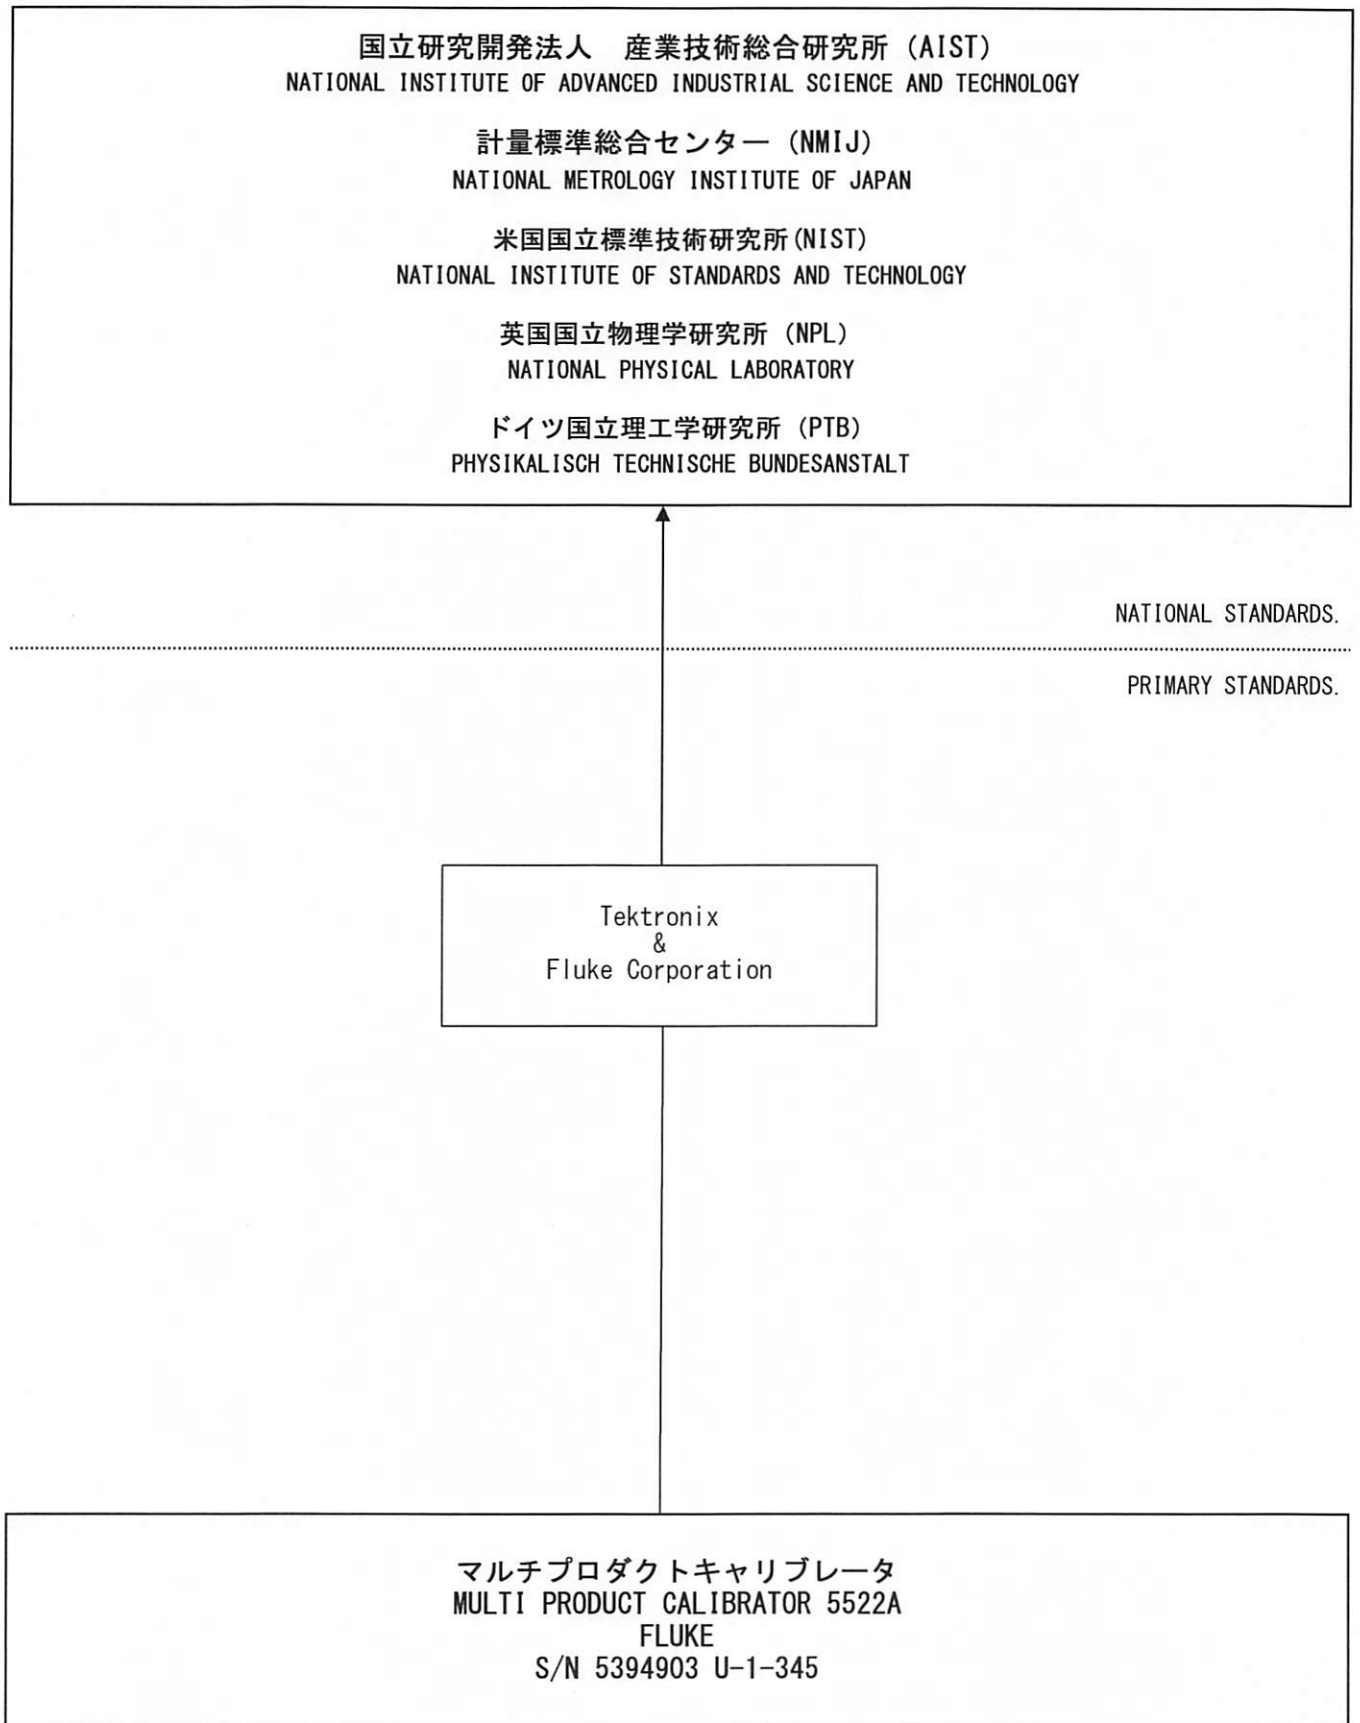 国立研究開発法人　産業技術総合研究所 (AIST)
NATIONAL INSTITUTE OF ADVANCED INDUSTRIAL SCIENCE AND TECHNOLOGY
計量標準総合センター (NMIJ)
NATIONAL METROLOGY INSTITUTE OF JAPAN
米国国立標準技術研究所(NIST)
NATIONAL INSTITUTE OF STANDARDS AND TECHNOLOGY
英国国立物理学研究所 (NPL)
NATIONAL PHYSICAL LABORATORY
ドイツ国立理工学研究所 (PTB)
PHYSIKALISCH TECHNISCHE BUNDESANSTALT
NATIONAL STANDARDS.
PRIMARY STANDARDS.
Tektronix
&
Fluke Corporation
マルチプロダクトキャリブレータ
MULTI PRODUCT CALIBRATOR 5522A
FLUKE
S/N 5394903 U-1-345